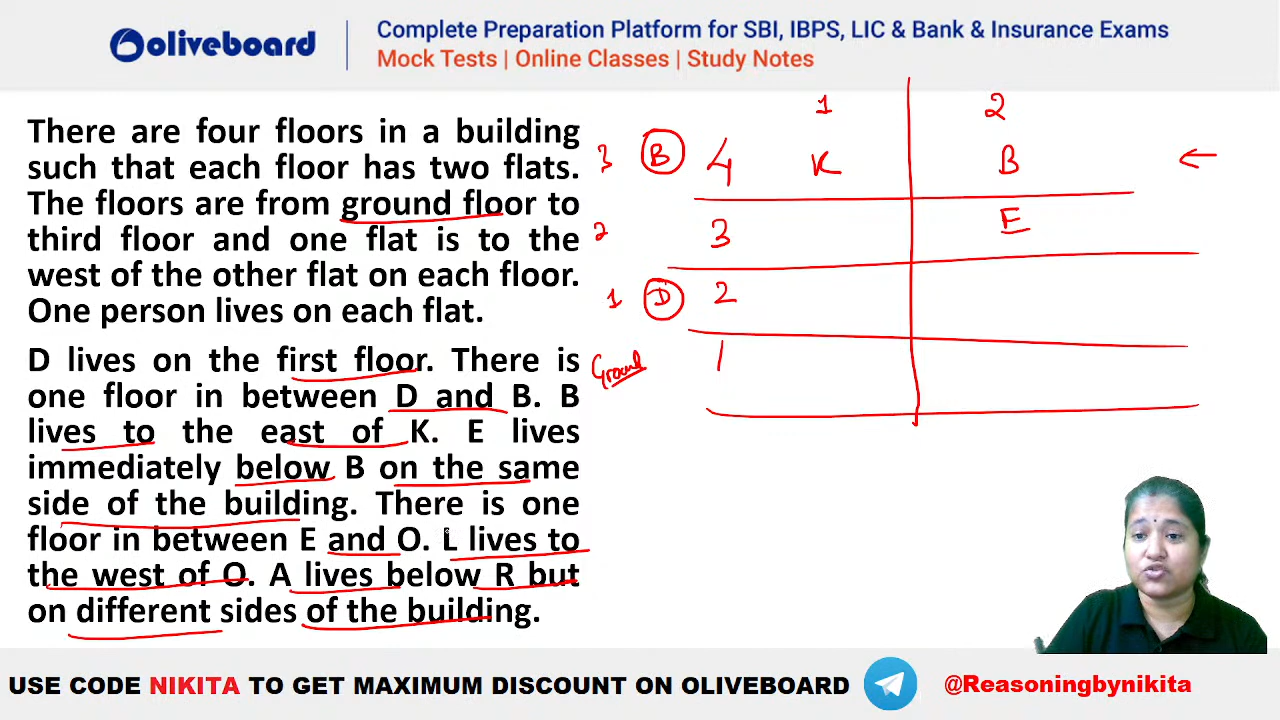 oliveboard
Complete Preparation Platform for SBI, IBPS, LIC & Bank & Insurance Exams
Mock Tests | Online Classes | Study Notes
There are four floors in a building
such that each floor has two flats.
The floors are from ground floor to
third floor and one flat is to the
west of the other flat on each floor.
One person lives on each flat.
D lives on the first floor. There is
one floor in between D and B. B
lives to the east of K. E lives
immediately below B on the same
side of the building. There is one
floor in between E and O. L lives to
the west of O. A lives below R but
on different sides of the building.
1 2
3 B 4 K B
2 3 E
1 D 2
Ground 1
USE CODE NIKITA TO GET MAXIMUM DISCOUNT ON OLIVEBOARD
@Reasoningbynikita